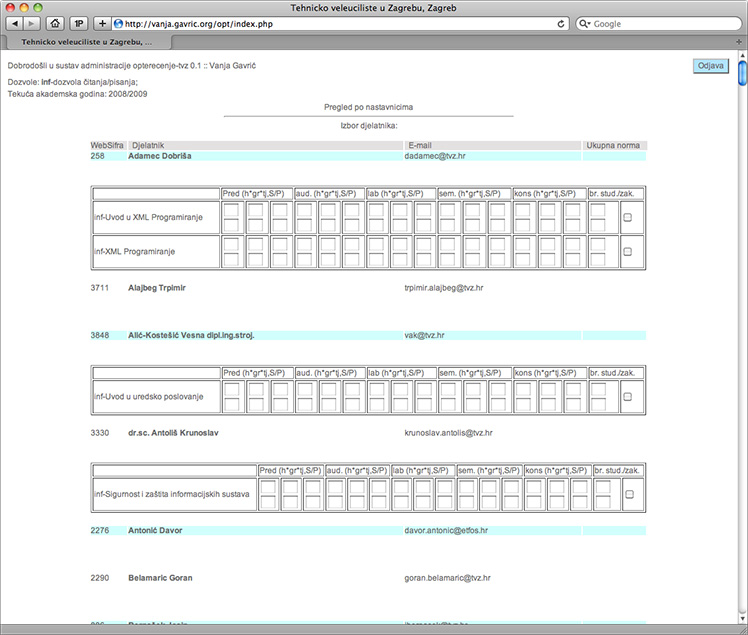 Tehnicko veleuciliste u Zagrebu, Zagreb
1P
http://vanja.gavric.org/opt/index.php
Google
Tehnicko veleuciliste u Zagrebu, ...
Dobrodošli u sustav administracije opterecenje-tvz 0.1 :: Vanja Gavrić
Odjava
Dozvole: inf-dozvola čitanja/pisanja;
Tekuća akademska godina: 2008/2009
Pregled po nastavnicima
Izbor djelatnika:
WebSifra Djelatnik E-mail Ukupna norma
258 Adamec Dobriša dadamec@tvz.hr
Pred (h*gr*tj,S/P) aud. (h*gr*tj,S/P) lab (h*gr*tj,S/P) sem. (h*gr*tj,S/P) kons (h*gr*tj,S/P) br. stud./zak.
inf-Uvod u XML Programiranje
inf-XML Programiranje
3711 Alajbeg Trpimir trpimir.alajbeg@tvz.hr
3848 Alić-Kostešić Vesna dipl.ing.stroj. vak@tvz.hr
Pred (h*gr*tj,S/P) aud. (h*gr*tj,S/P) lab (h*gr*tj,S/P) sem. (h*gr*tj,S/P) kons (h*gr*tj,S/P) br. stud./zak.
inf-Uvod u uredsko poslovanje
3330 dr.sc. Antoliš Krunoslav krunoslav.antolis@tvz.hr
Pred (h*gr*tj,S/P) aud. (h*gr*tj,S/P) lab (h*gr*tj,S/P) sem. (h*gr*tj,S/P) kons (h*gr*tj,S/P) br. stud./zak.
inf-Sigurnost i zaštita informacijskih sustava
2276 Antonić Davor davor.antonic@etfos.hr
2290 Belamaric Goran goran.belamaric@tvz.hr